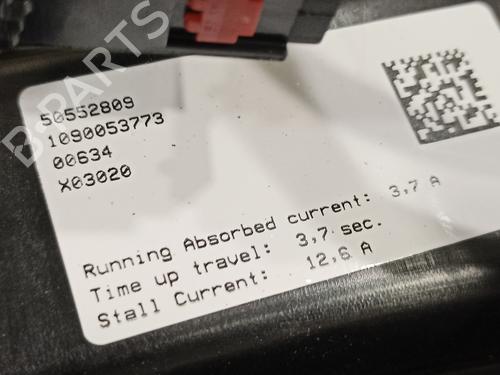 50552809
1090053773
00634
X03020
Running Absorbed current: 3,7 A
Time up travel: 3,7 sec.
Stall Current: 12,6 A
B-PARTS